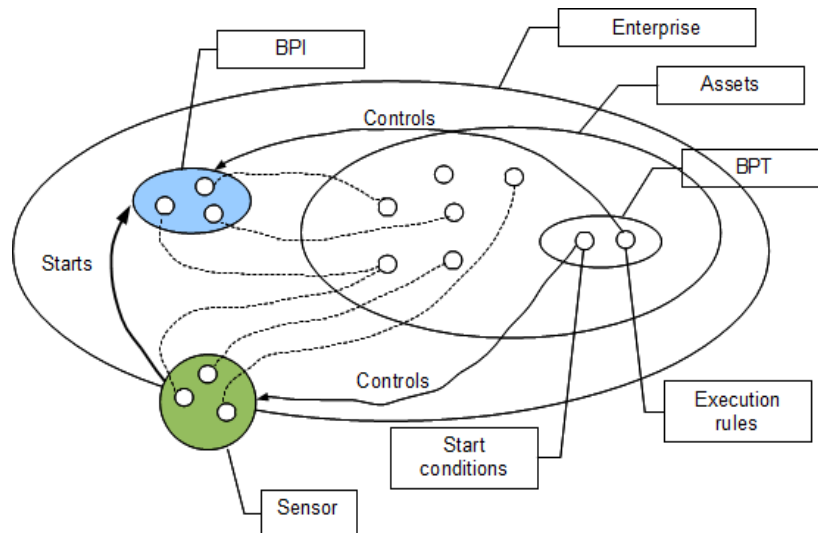 BPI
Enterprise
Assets
Controls
BPT
Starts
Controls
Execution
rules
Start
conditions
Sensor